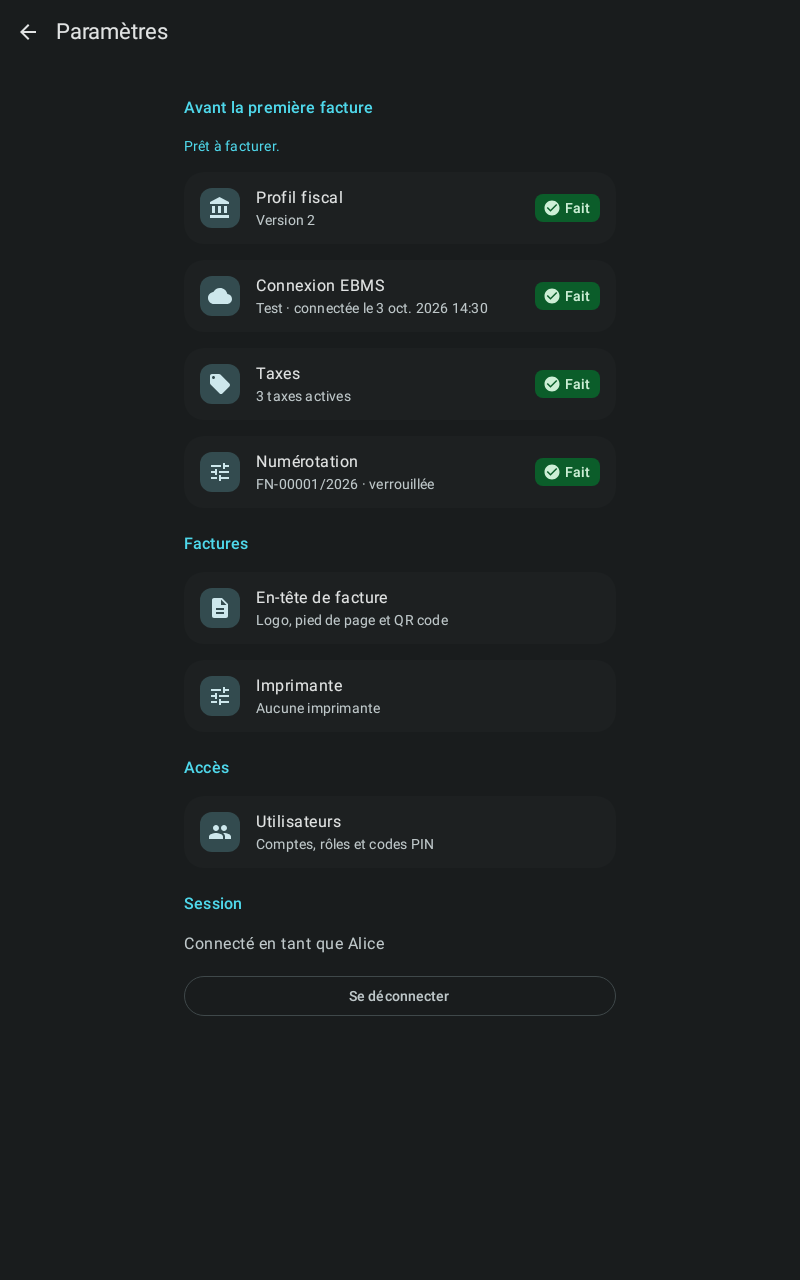 Paramètres
Avant la première facture
Prêt à facturer.
Profil fiscal
Version 2
Fait
Connexion EBMS
Test · connectée le 3 oct. 2026 14:30
Fait
Taxes
3 taxes actives
Fait
Numérotation
FN-00001/2026 · verrouillée
Fait
Factures
En-tête de facture
Logo, pied de page et QR code
Imprimante
Aucune imprimante
Accès
Utilisateurs
Comptes, rôles et codes PIN
Session
Connecté en tant que Alice
Se déconnecter